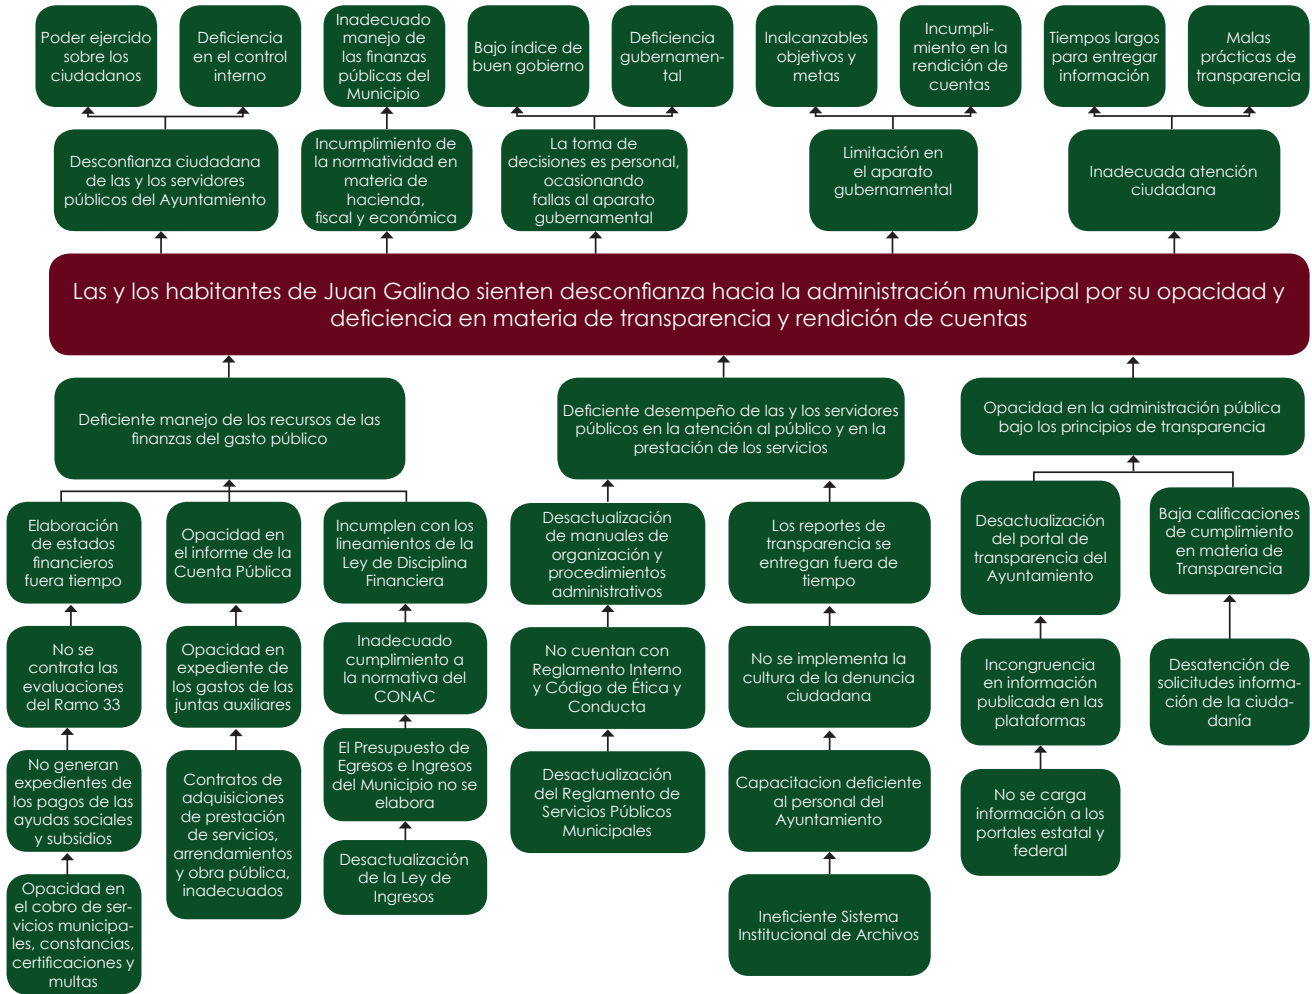 Poder ejercido
sobre los
ciudadanos
Deficiencia
en el control
interno
Inadecuado
manejo de
las finanzas
públicas del
Municipio
Bajo índice de
buen gobierno
Deficiencia
gubernamen-
tal
Inalcanzables
objetivos y
metas
Incumpli-
miento en la
rendición de
cuentas
Tiempos largos
para entregar
información
Malas
prácticas de
transparencia
Desconfianza ciudadana
de las y los servidores
públicos del Ayuntamiento
Incumplimiento de
la normatividad en
materia de
hacienda,
fiscal y económica
La toma de
decisiones es personal,
ocasionando
fallas al aparato
gubernamental
Limitación en
el aparato
gubernamental
Inadecuada atención
ciudadana
Las y los habitantes de Juan Galindo sienten desconfianza hacia la administración municipal por su opacidad y
deficiencia en materia de transparencia y rendición de cuentas
Deficiente manejo de los recursos de las
finanzas del gasto público
Deficiente desempeño de las y los servidores
públicos en la atención al público y en la
prestación de los servicios
Opacidad en la administración pública
bajo los principios de transparencia
Elaboración
de estados
financieros
fuera tiempo
Opacidad en
el informe de la
Cuenta Pública
Incumplen con los
lineamientos de la
Ley de Disciplina
Financiera
Desactualización
de manuales de
organización y
procedimientos
administrativos
Los reportes de
transparencia se
entregan fuera de
tiempo
Desactualización
del portal de
transparencia del
Ayuntamiento
Baja calificaciones
de cumplimiento
en materia de
Transparencia
No se
contrata las
evaluaciones
del Ramo 33
Opacidad en
expediente de
los gastos de las
juntas auxiliares
Inadecuado
cumplimiento a
la normativa del
CONAC
No cuentan con
Reglamento Interno
y Código de Ética y
Conducta
No se implementa la
cultura de la denuncia
ciudadana
Incongruencia
en información
publicada en las
plataformas
Desatención de
solicitudes informa-
ción de la ciuda-
danía
No generan
expedientes de
los pagos de las
ayudas sociales
y subsidios
Contratos de
adquisiciones
de prestación
de servicios,
arrendamientos
y obra pública,
inadecuados
El Presupuesto de
Egresos e Ingresos
del Municipio no se
elabora
Desactualización
del Reglamento de
Servicios Públicos
Municipales
Capacitacion deficiente
al personal del
Ayuntamiento
No se carga
información a los
portales estatal y
federal
Opacidad en
el cobro de ser-
vicios municipa-
les, constancias,
certificaciones y
multas
Desactualización
de la Ley de
Ingresos
Ineficiente Sistema
Institucional de Archivos